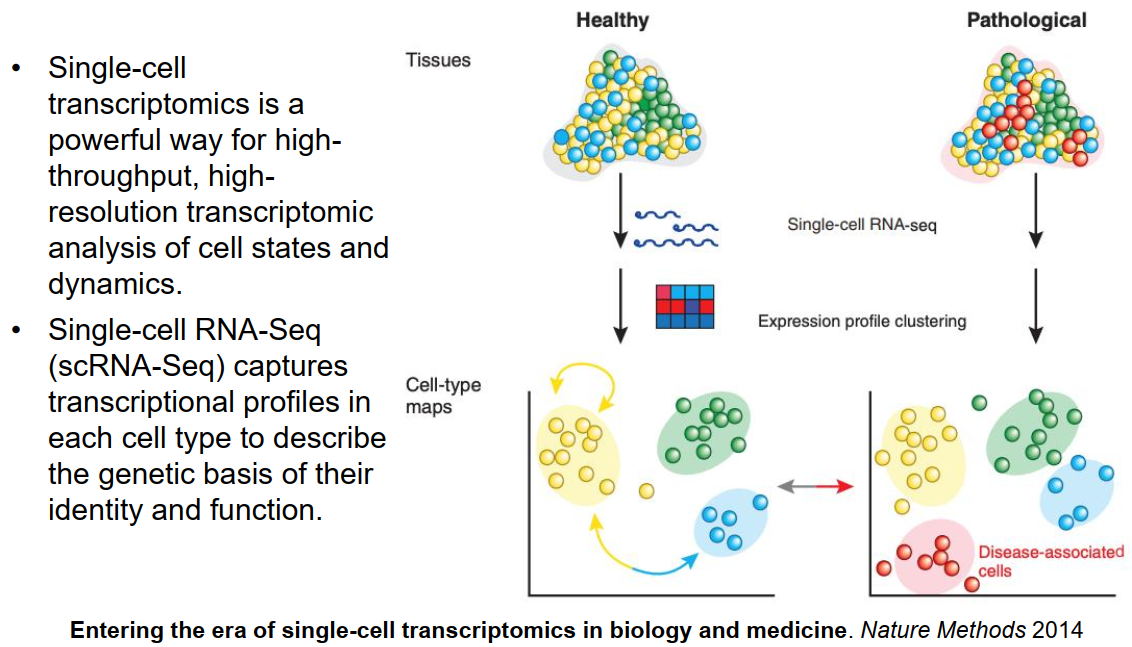 • Single-cell
transcriptomics is a
powerful way for high-
throughput, high-
resolution transcriptomic
analysis of cell states and
dynamics.
• Single-cell RNA-Seq
(scRNA-Seq) captures
transcriptional profiles in
each cell type to describe
the genetic basis of their
identity and function.
Healthy
Pathological
Tissues
Single-cell RNA-seq
Expression profile clustering
Cell-type
maps
Disease-associated
cells
Entering the era of single-cell transcriptomics in biology and medicine. Nature Methods 2014